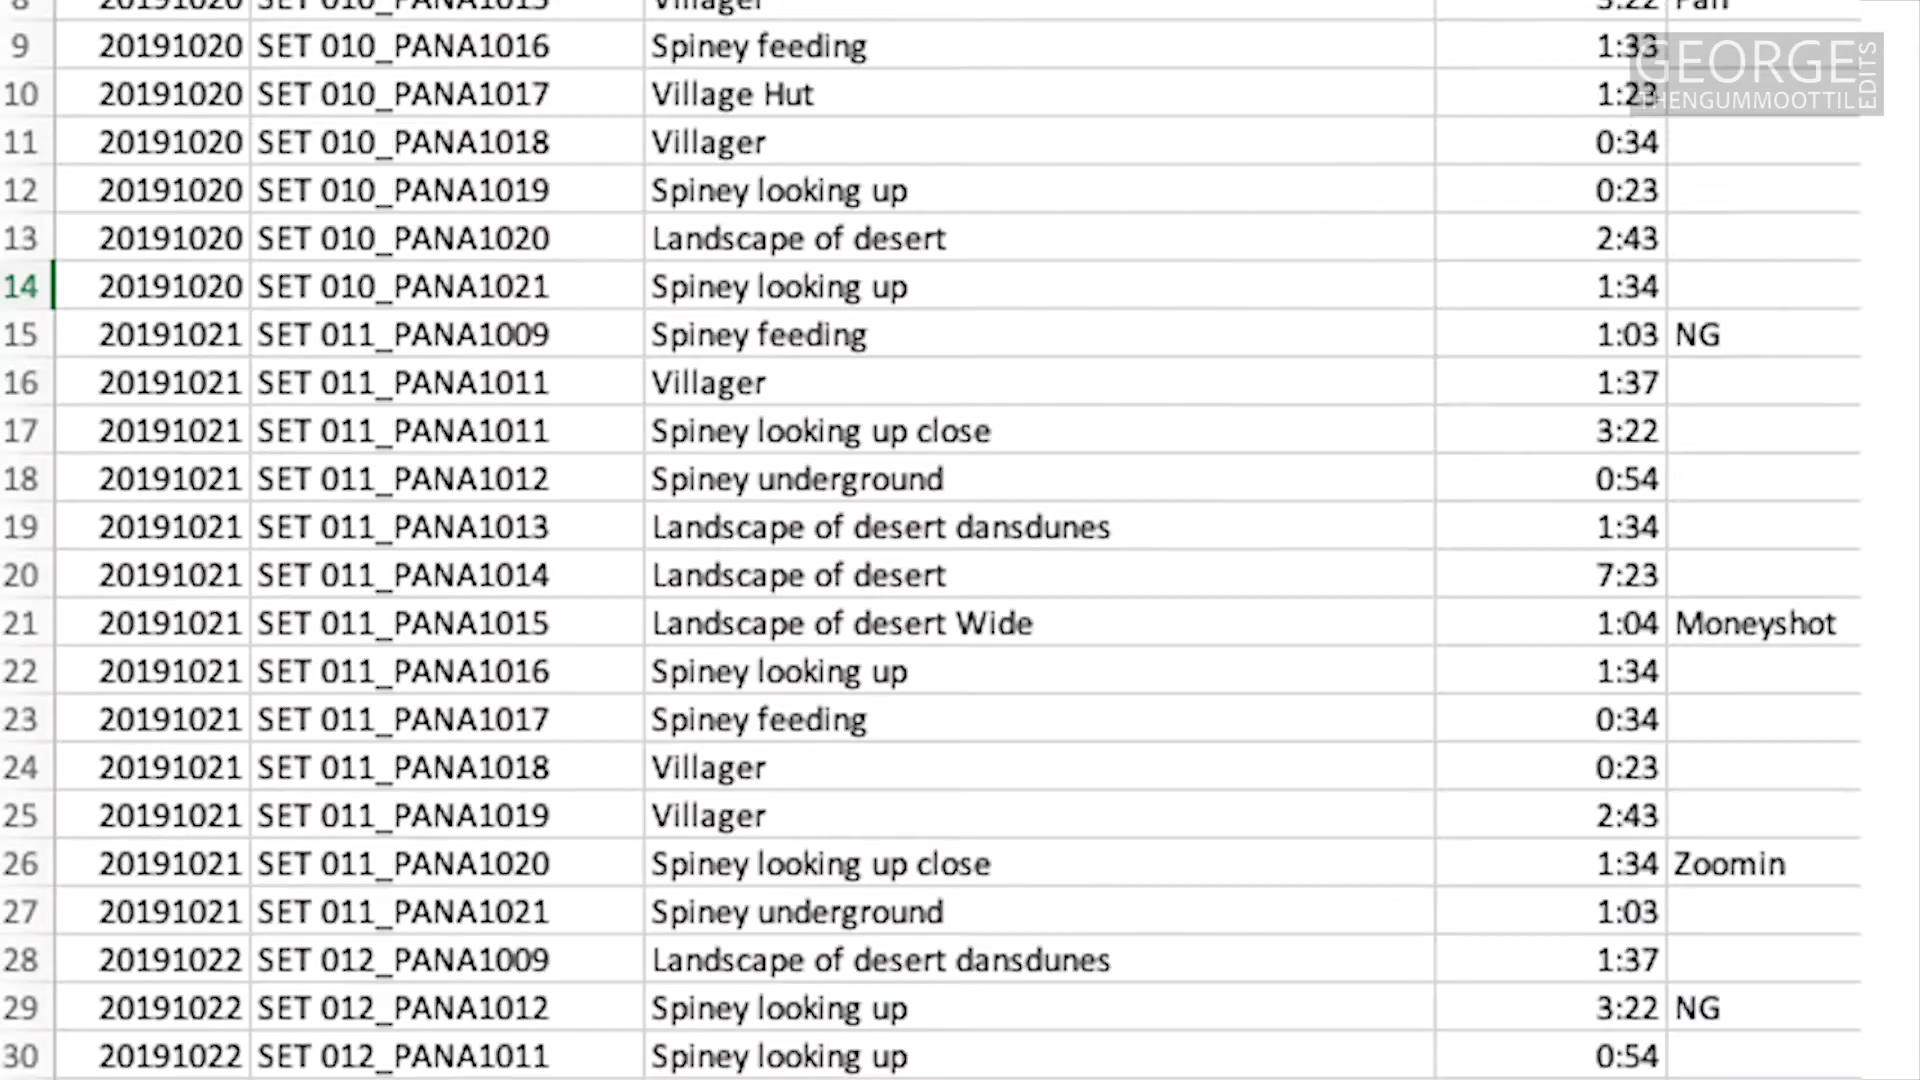 8 20191020 SET 010_PANA1015 Villager 3:22 Pan
9 20191020 SET 010_PANA1016 Spiney feeding 1:33
10 20191020 SET 010_PANA1017 Village Hut 1:23
11 20191020 SET 010_PANA1018 Villager 0:34
12 20191020 SET 010_PANA1019 Spiney looking up 0:23
13 20191020 SET 010_PANA1020 Landscape of desert 2:43
14 20191020 SET 010_PANA1021 Spiney looking up 1:34
15 20191021 SET 011_PANA1009 Spiney feeding 1:03 NG
16 20191021 SET 011_PANA1011 Villager 1:37
17 20191021 SET 011_PANA1011 Spiney looking up close 3:22
18 20191021 SET 011_PANA1012 Spiney underground 0:54
19 20191021 SET 011_PANA1013 Landscape of desert dansdunes 1:34
20 20191021 SET 011_PANA1014 Landscape of desert 7:23
21 20191021 SET 011_PANA1015 Landscape of desert Wide 1:04 Moneyshot
22 20191021 SET 011_PANA1016 Spiney looking up 1:34
23 20191021 SET 011_PANA1017 Spiney feeding 0:34
24 20191021 SET 011_PANA1018 Villager 0:23
25 20191021 SET 011_PANA1019 Villager 2:43
26 20191021 SET 011_PANA1020 Spiney looking up close 1:34 Zoomin
27 20191021 SET 011_PANA1021 Spiney underground 1:03
28 20191022 SET 012_PANA1009 Landscape of desert dansdunes 1:37
29 20191022 SET 012_PANA1012 Spiney looking up 3:22 NG
30 20191022 SET 012_PANA1011 Spiney looking up 0:54
GEORGE
THENGUMMOOTTIL
EDITS